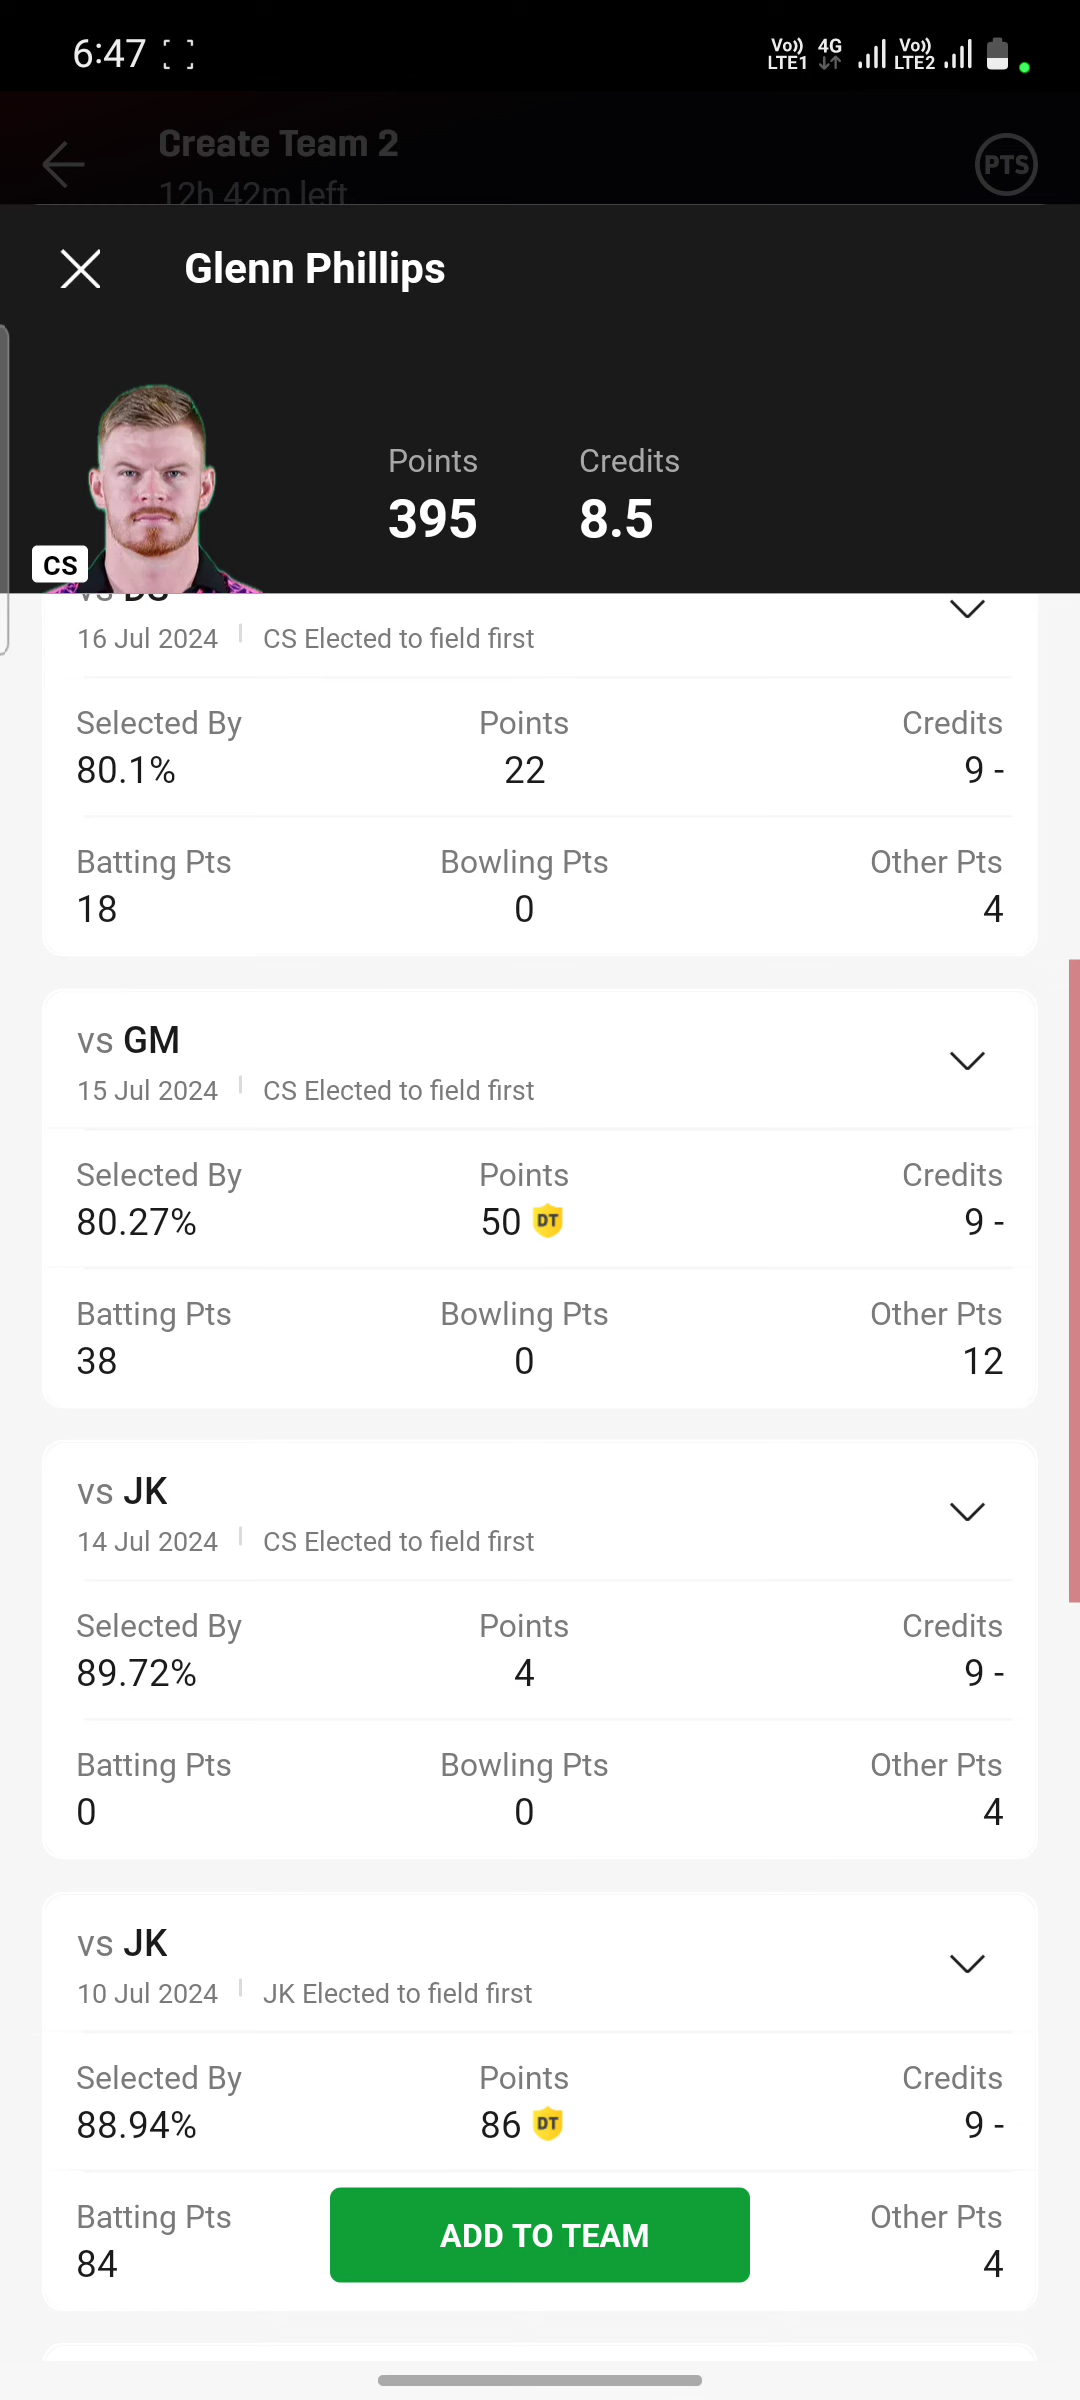 6:47
Vo)) LTE1 4G Vo)) LTE2
Create Team 2
12h 42m left
PTS
Glenn Phillips
Points Credits
395 8.5
CS
vs DS
16 Jul 2024 CS Elected to field first
Selected By Points Credits
80.1% 22 9 -
Batting Pts Bowling Pts Other Pts
18 0 4
vs GM
15 Jul 2024 CS Elected to field first
Selected By Points Credits
80.27% 50 DT 9 -
Batting Pts Bowling Pts Other Pts
38 0 12
vs JK
14 Jul 2024 CS Elected to field first
Selected By Points Credits
89.72% 4 9 -
Batting Pts Bowling Pts Other Pts
0 0 4
vs JK
10 Jul 2024 JK Elected to field first
Selected By Points Credits
88.94% 86 DT 9 -
Batting Pts Other Pts
84 4
ADD TO TEAM